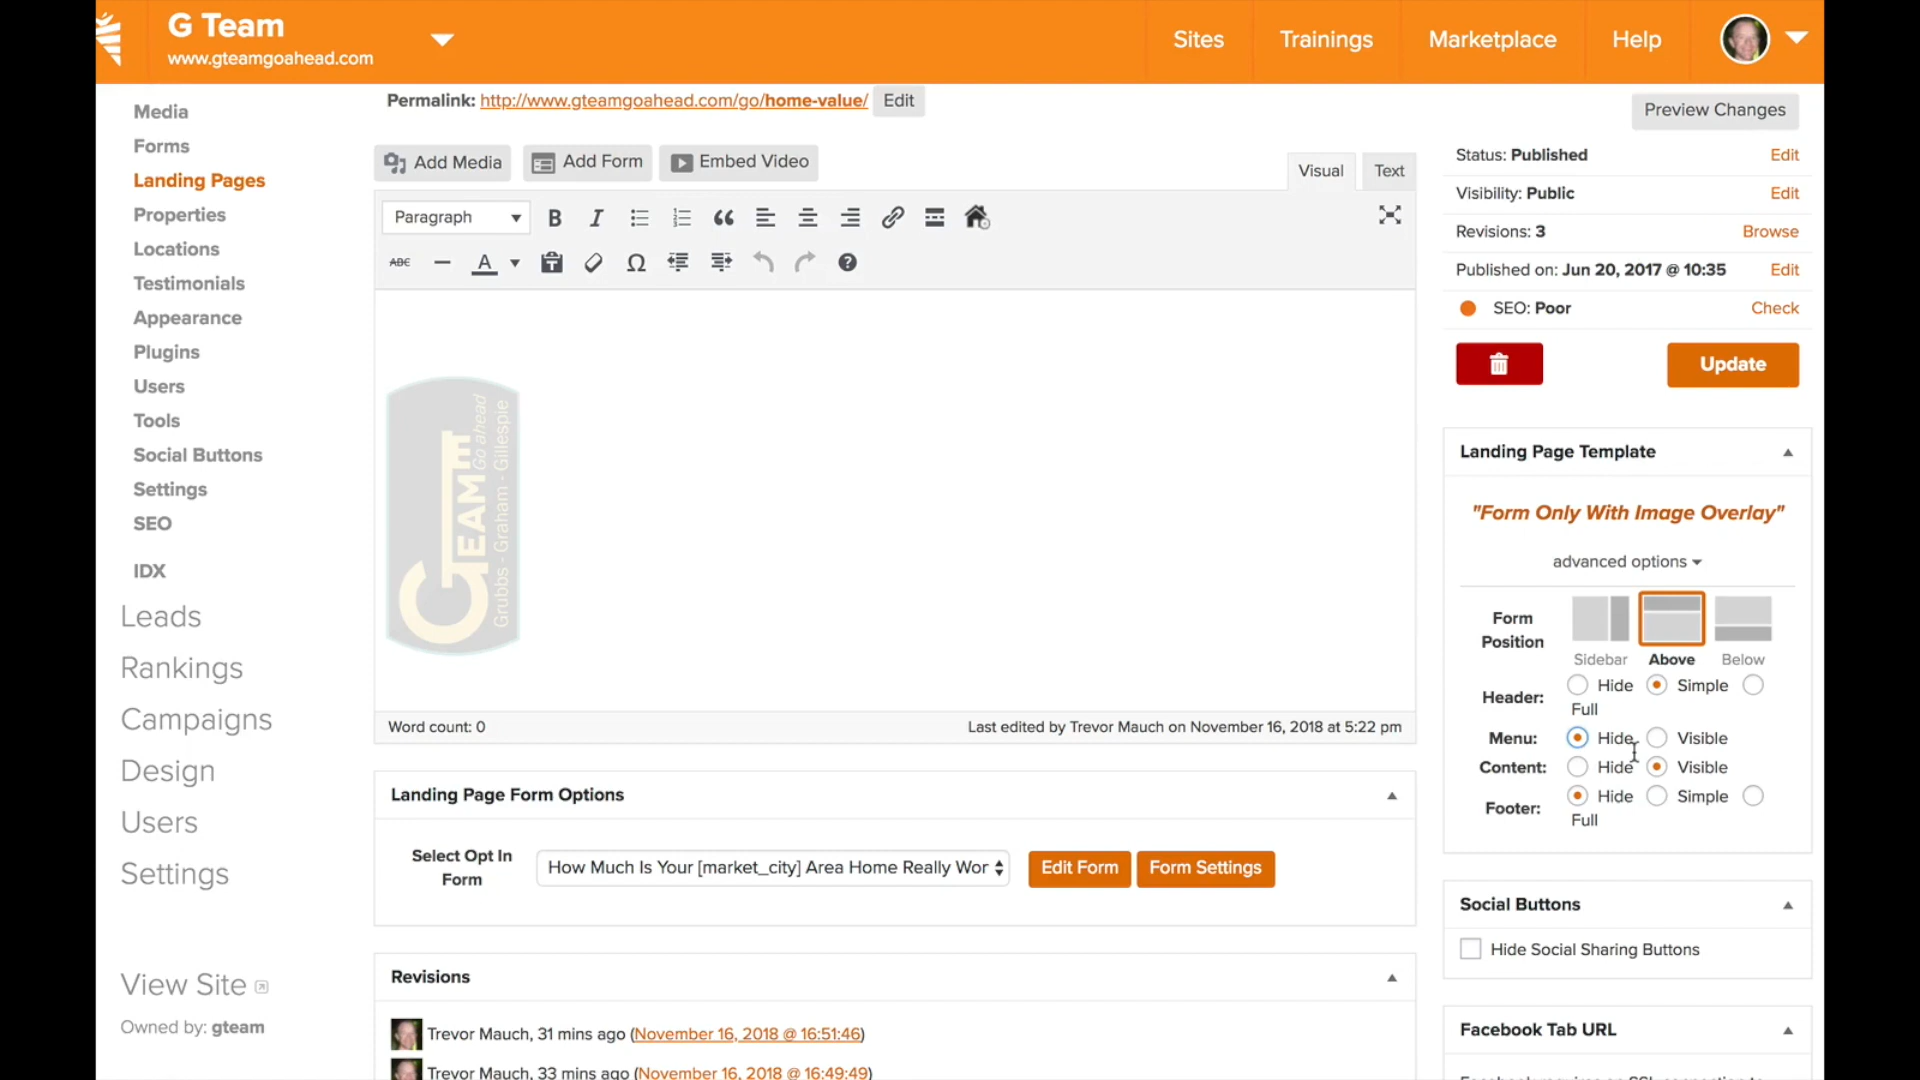 G Team
www.gteamgoahead.com
Sites
Trainings
Marketplace
Help
Media
Forms
Landing Pages
Properties
Locations
Testimonials
Appearance
Plugins
Users
Tools
Social Buttons
Settings
SEO
IDX
Leads
Rankings
Campaigns
Design
Users
Settings
View Site
Owned by: gteam
Permalink: http://www.gteamgoahead.com/go/home-value/ Edit
Add Media
Add Form
Embed Video
Visual
Text
Paragraph
B I
ABC
A
GTEAM
Go ahead
Grubbs - Graham - Gillespie
Word count: 0
Last edited by Trevor Mauch on November 16, 2018 at 5:22 pm
Landing Page Form Options
Select Opt In
Form
How Much Is Your [market_city] Area Home Really Wor
Edit Form
Form Settings
Revisions
Trevor Mauch, 31 mins ago (November 16, 2018 @ 16:51:46)
Trevor Mauch, 33 mins ago (November 16, 2018 @ 16:49:49)
Preview Changes
Status: Published Edit
Visibility: Public Edit
Revisions: 3 Browse
Published on: Jun 20, 2017 @ 10:35 Edit
SEO: Poor Check
Update
Landing Page Template
"Form Only With Image Overlay"
advanced options
Form
Position
Sidebar Above Below
Header: Hide Simple
Full
Menu: Hide Visible
Content: Hide Visible
Footer: Hide Simple
Full
Social Buttons
Hide Social Sharing Buttons
Facebook Tab URL